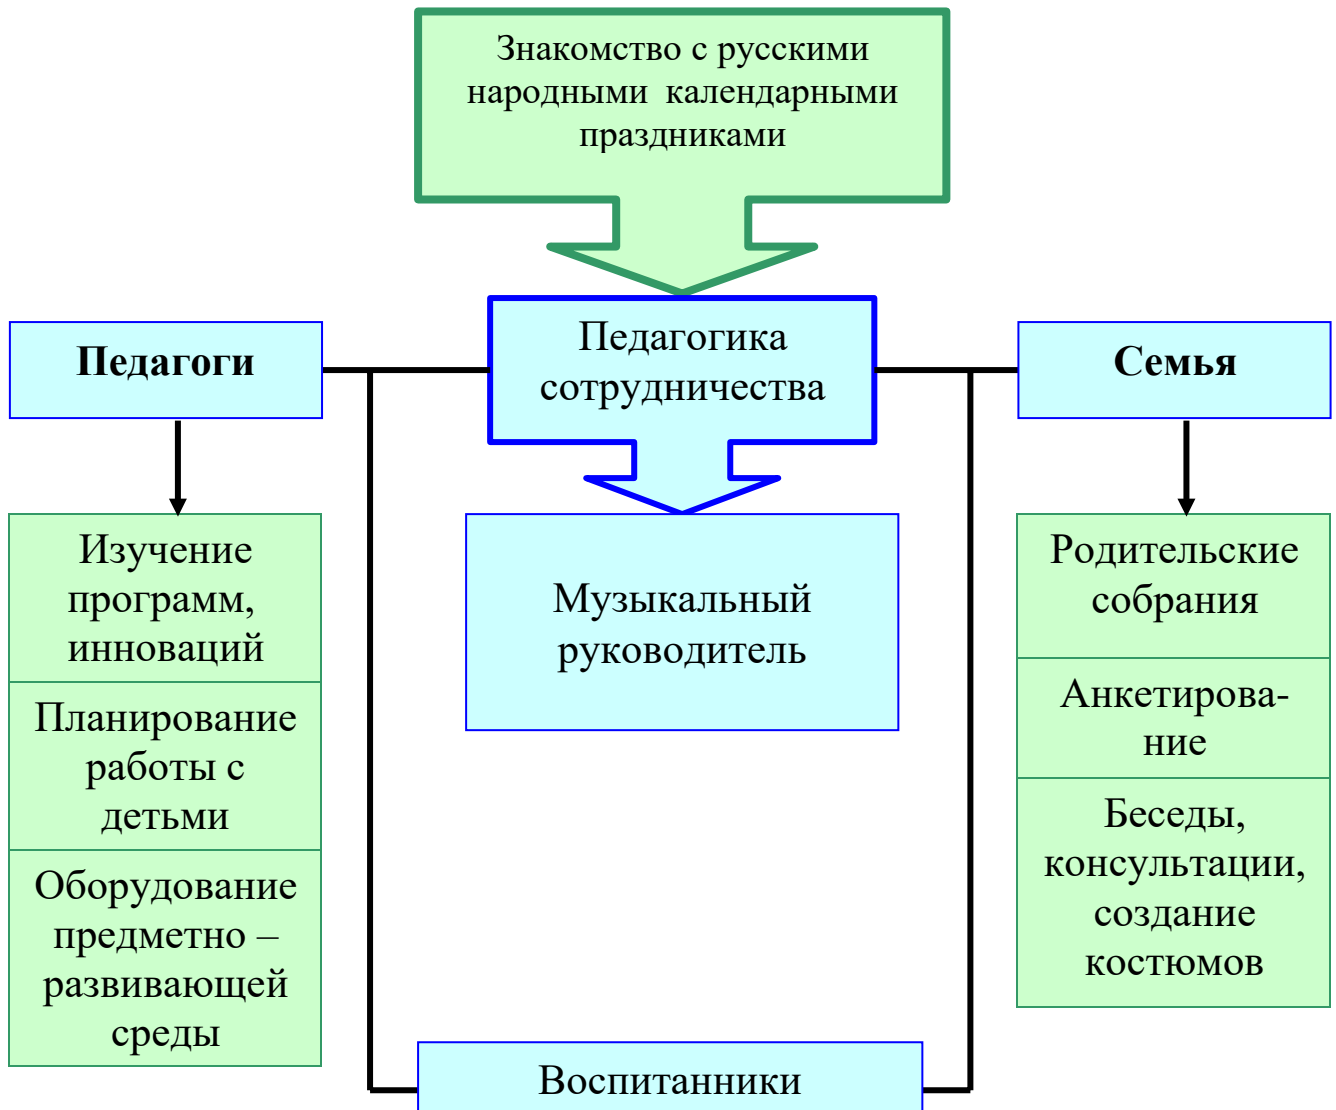 Знакомство с русскими
народными календарными
праздниками
Педагогика
сотрудничества
Педагоги
Семья
Музыкальный
руководитель
Изучение
программ,
инноваций
Планирование
работы с
детьми
Оборудование
предметно –
развивающей
среды
Родительские
собрания
Анкетирова-
ние
Беседы,
консультации,
создание
костюмов
Воспитанники